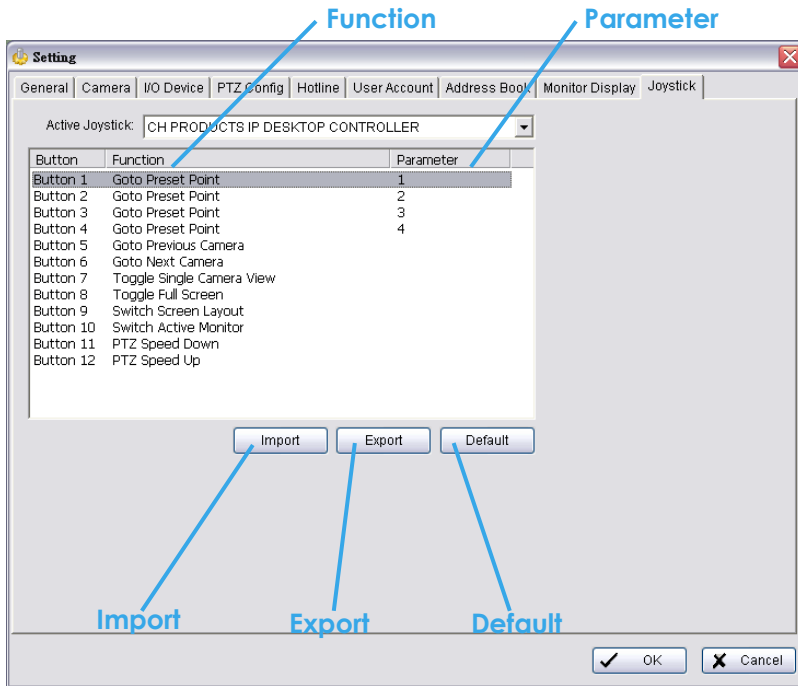 Function Parameter
Setting
General Camera I/O Device PTZ Config Hotline User Account Address Book Monitor Display Joystick
Active Joystick: CH PRODUCTS IP DESKTOP CONTROLLER
Button Function Parameter
Button 1 Goto Preset Point 1
Button 2 Goto Preset Point 2
Button 3 Goto Preset Point 3
Button 4 Goto Preset Point 4
Button 5 Goto Previous Camera
Button 6 Goto Next Camera
Button 7 Toggle Single Camera View
Button 8 Toggle Full Screen
Button 9 Switch Screen Layout
Button 10 Switch Active Monitor
Button 11 PTZ Speed Down
Button 12 PTZ Speed Up
Import Export Default
Import Export Default
OK Cancel